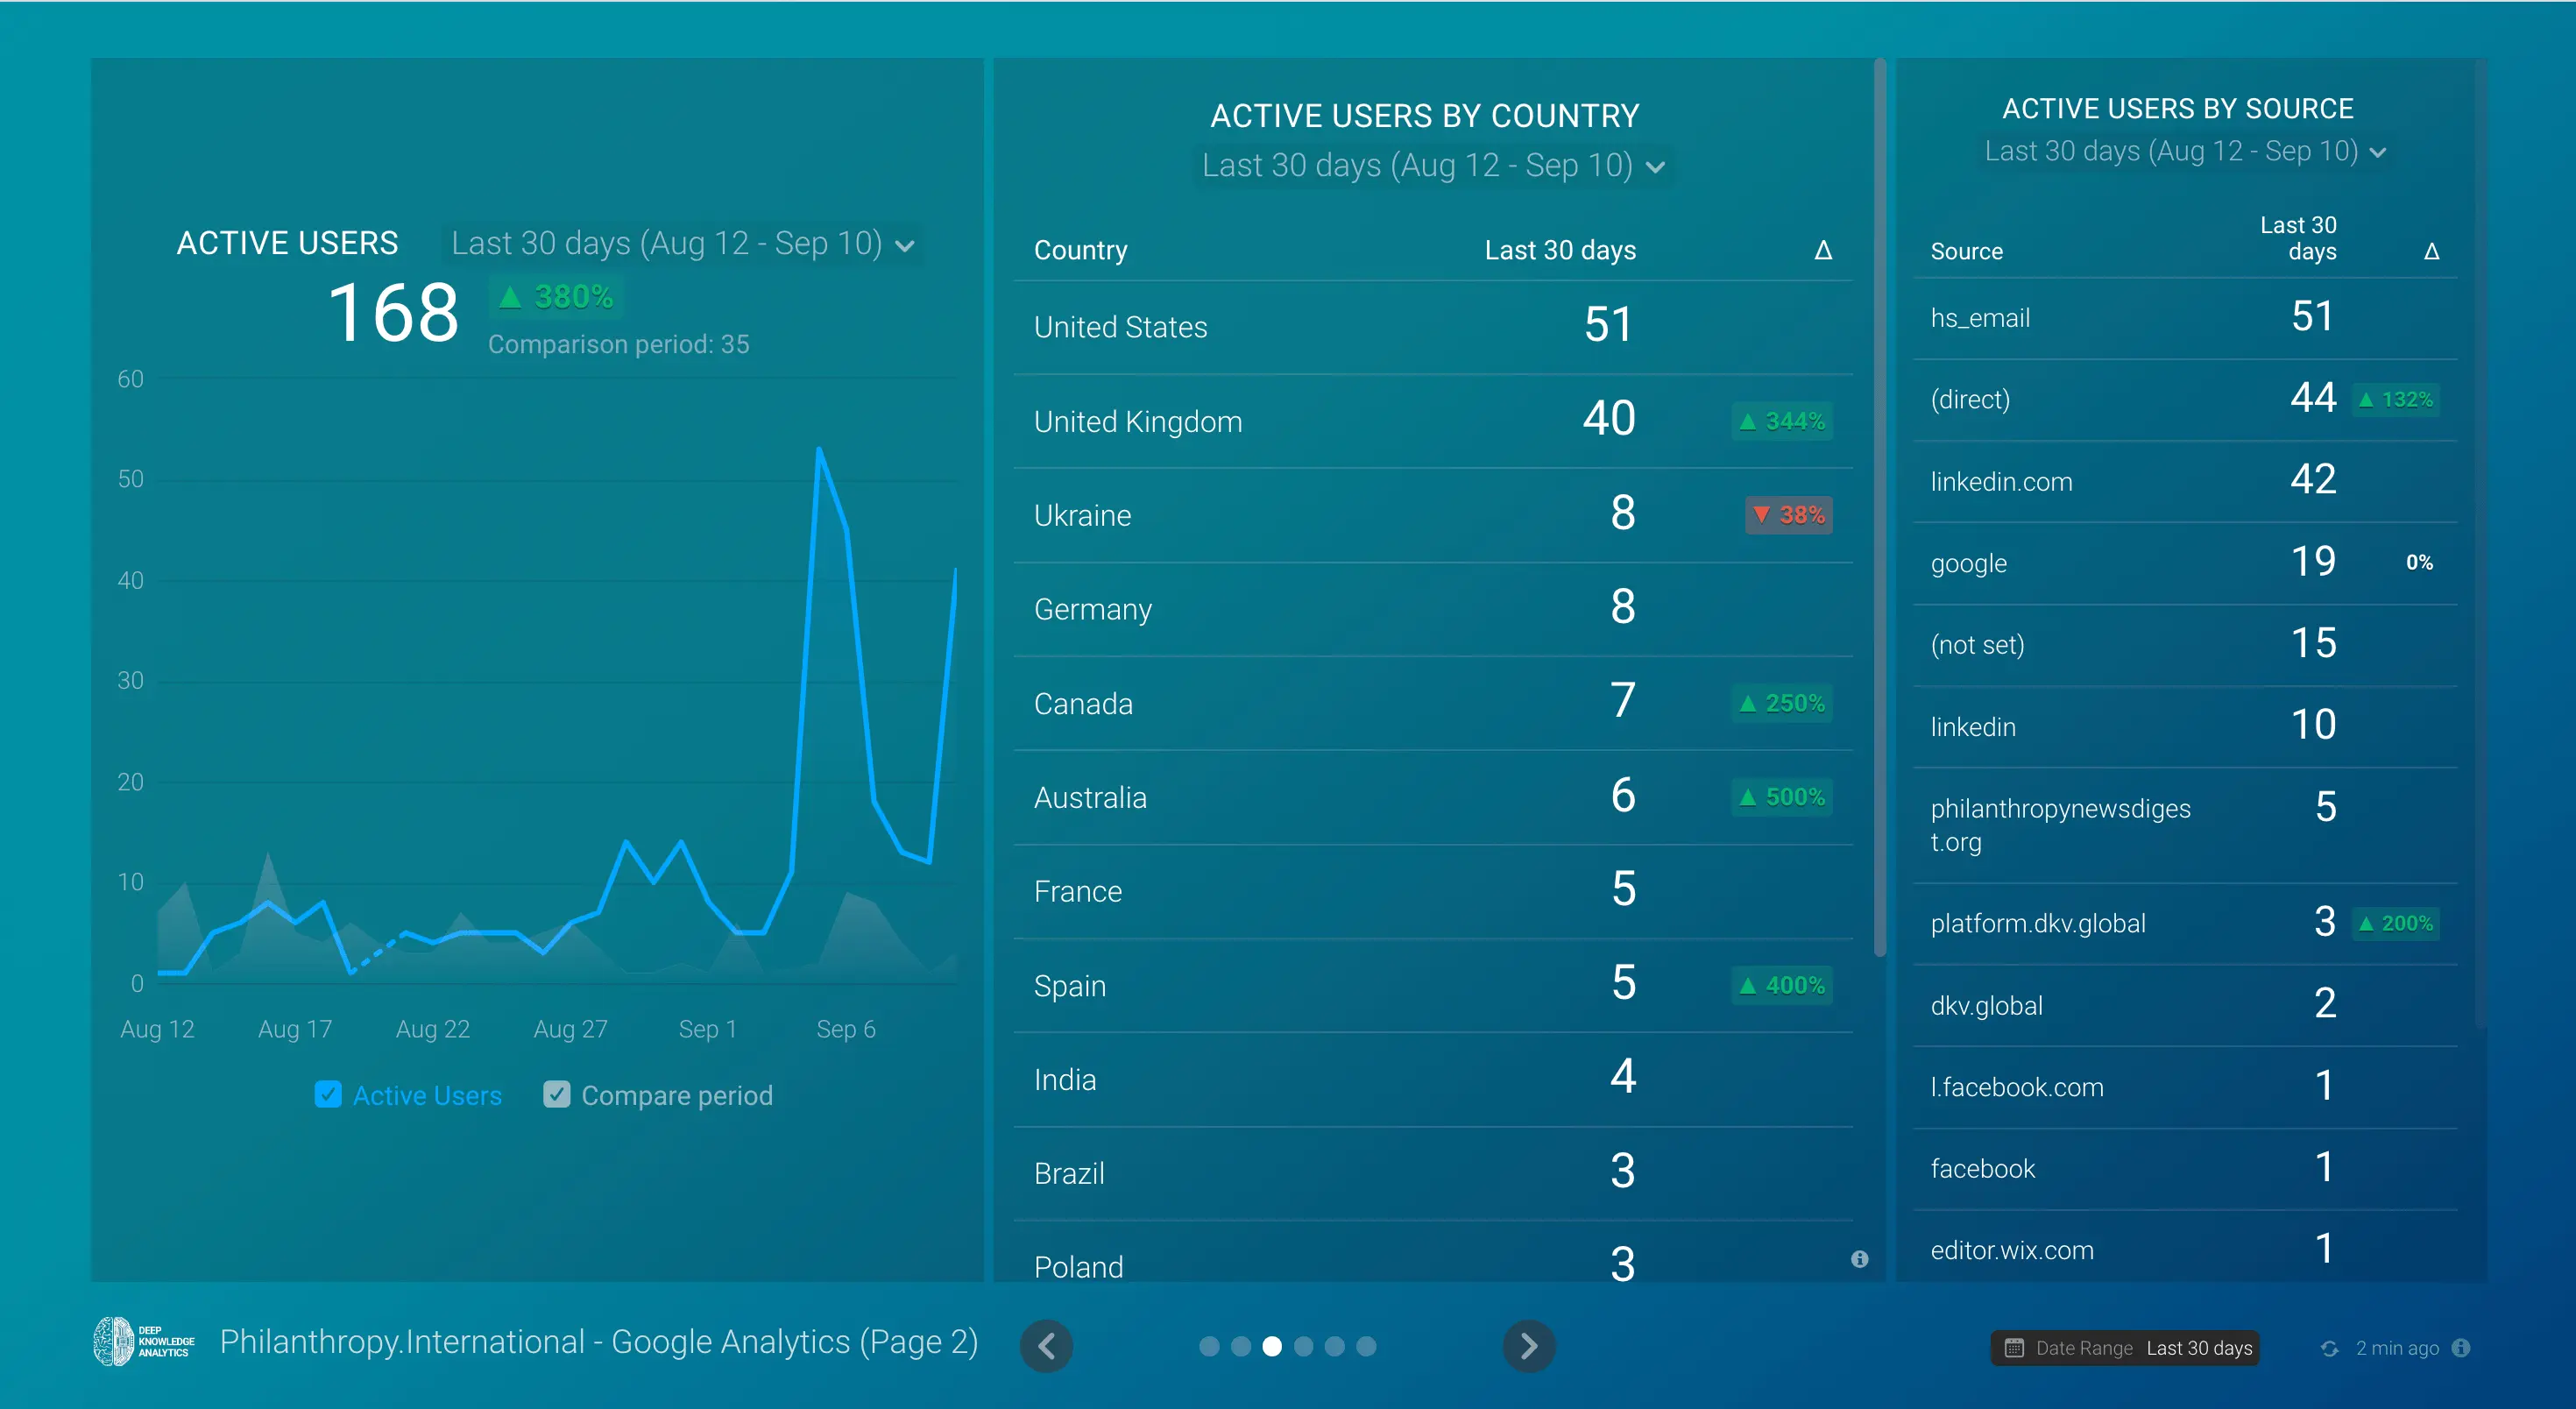 ACTIVE USERS Last 30 days (Aug 12 - Sep 10)
168 ▲ 380%
Comparison period: 35
60
50
40
30
20
10
0
Aug 12 Aug 17 Aug 22 Aug 27 Sep 1 Sep 6
Active Users Compare period
ACTIVE USERS BY COUNTRY
Last 30 days (Aug 12 - Sep 10)
Country Last 30 days Δ
United States 51
United Kingdom 40 ▲ 344%
Ukraine 8 ▼ 38%
Germany 8
Canada 7 ▲ 250%
Australia 6 ▲ 500%
France 5
Spain 5 ▲ 400%
India 4
Brazil 3
Poland 3
ACTIVE USERS BY SOURCE
Last 30 days (Aug 12 - Sep 10)
Last 30
Source days Δ
hs_email 51
(direct) 44 ▲ 132%
linkedin.com 42
google 19 0%
(not set) 15
linkedin 10
philanthropynewsdiges 5
t.org
platform.dkv.global 3 ▲ 200%
dkv.global 2
l.facebook.com 1
facebook 1
editor.wix.com 1
DEEP
KNOWLEDGE
ANALYTICS
Philanthropy.International - Google Analytics (Page 2)
Date Range Last 30 days
2 min ago